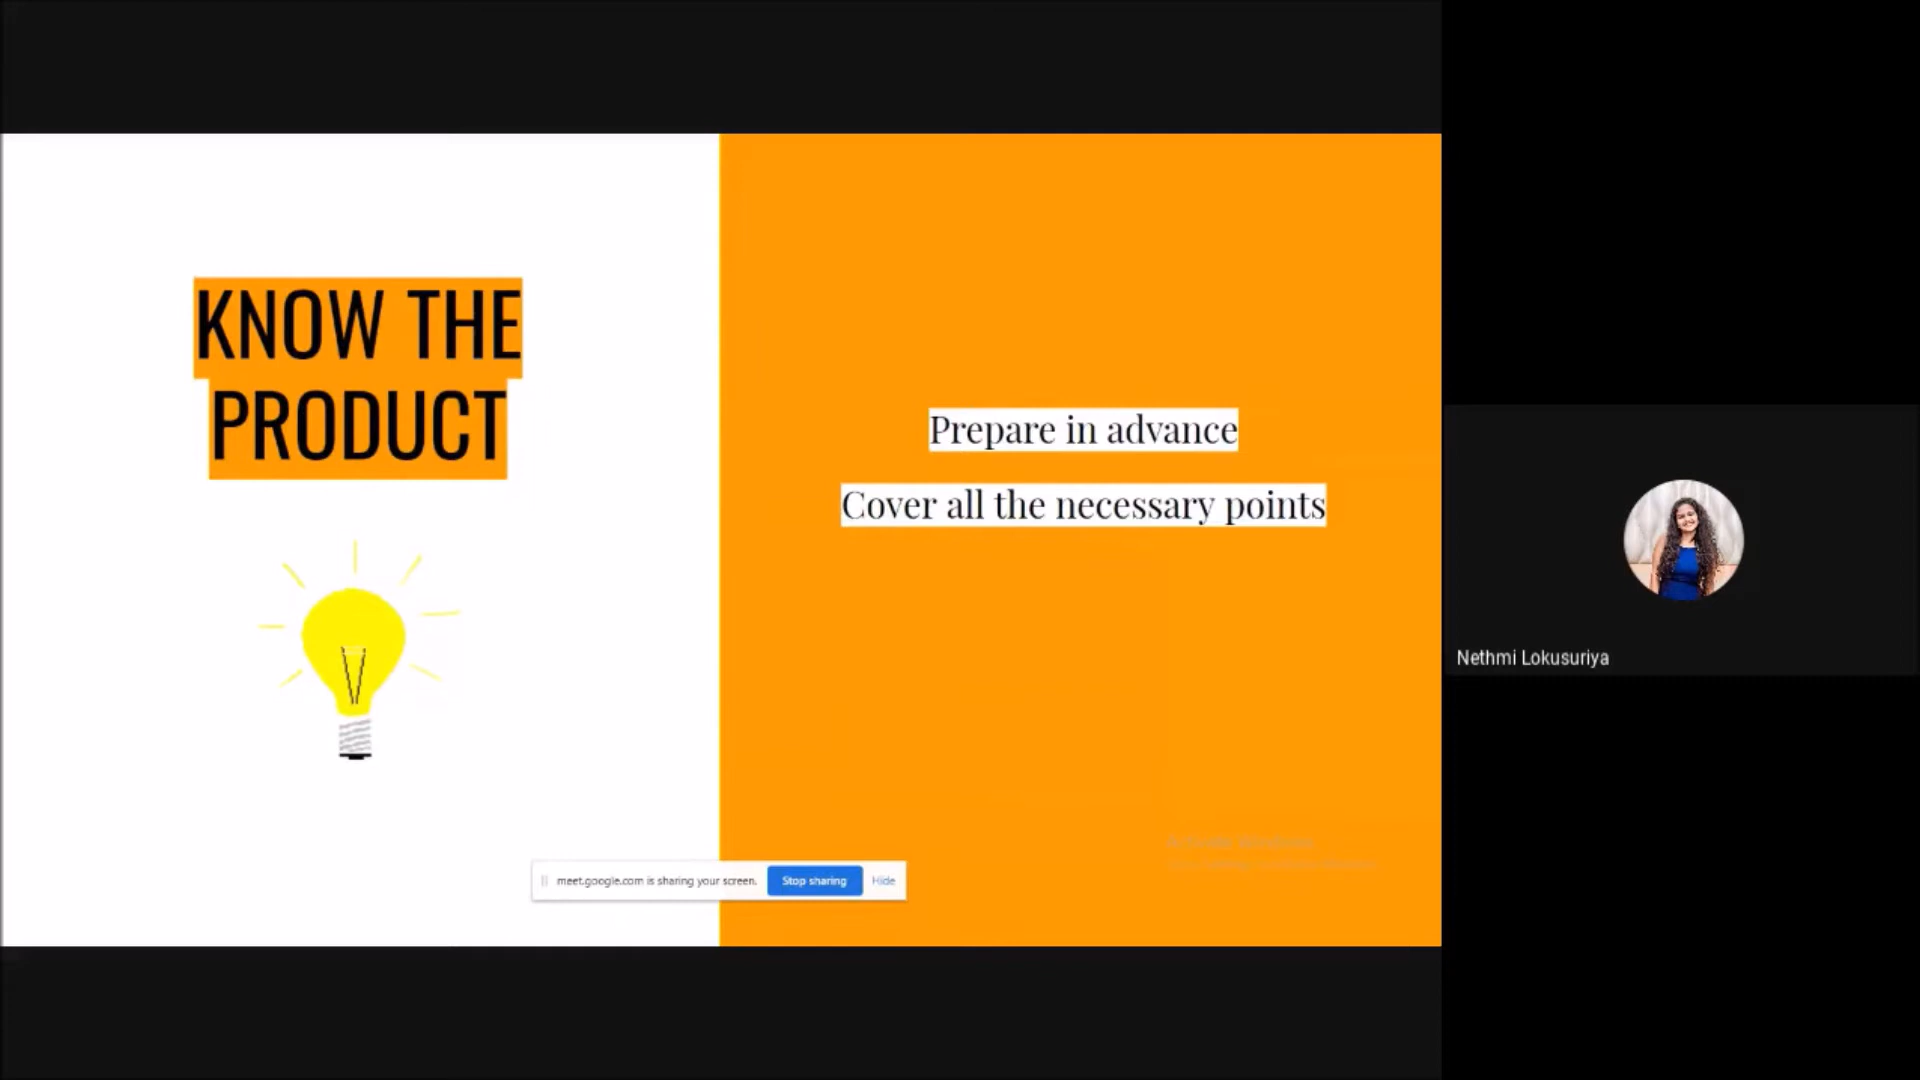 KNOW THE
PRODUCT
Prepare in advance
Cover all the necessary points
meet.google.com is sharing your screen.
Stop sharing
Hide
Nethmi Lokusuriya